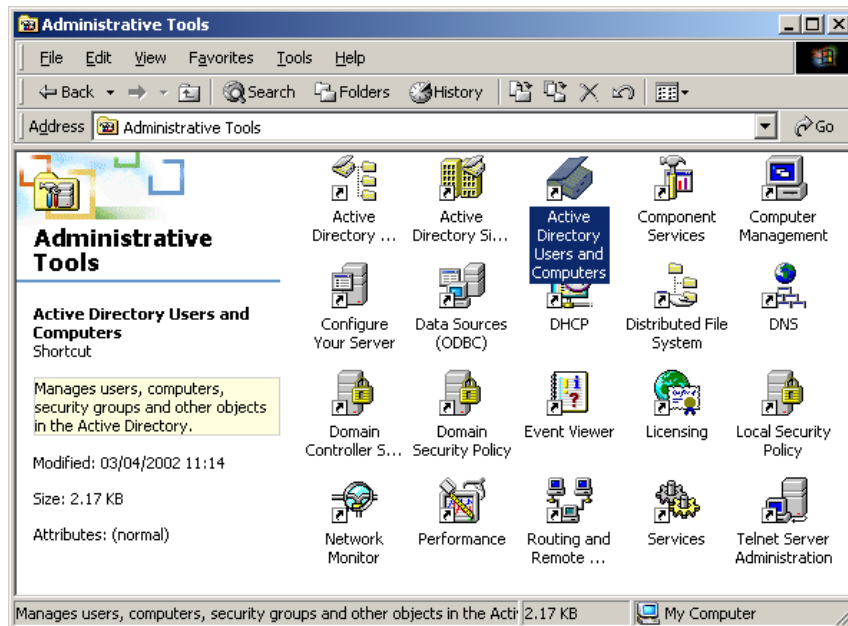 Administrative Tools
File Edit View Favorites Tools Help
Back Search Folders History
Address Administrative Tools Go
Administrative
Tools
Active Directory Users and
Computers
Shortcut
Manages users, computers,
security groups and other objects
in the Active Directory.
Modified: 03/04/2002 11:14
Size: 2.17 KB
Attributes: (normal)
Active
Directory ...
Active
Directory Si...
Active
Directory
Users and
Computers
Component
Services
Computer
Management
Configure
Your Server
Data Sources
(ODBC)
DHCP
Distributed File
System
DNS
Domain
Controller S...
Domain
Security Policy
Event Viewer
Licensing
Local Security
Policy
Network
Monitor
Performance
Routing and
Remote ...
Services
Telnet Server
Administration
Manages users, computers, security groups and other objects in the Acti 2.17 KB My Computer